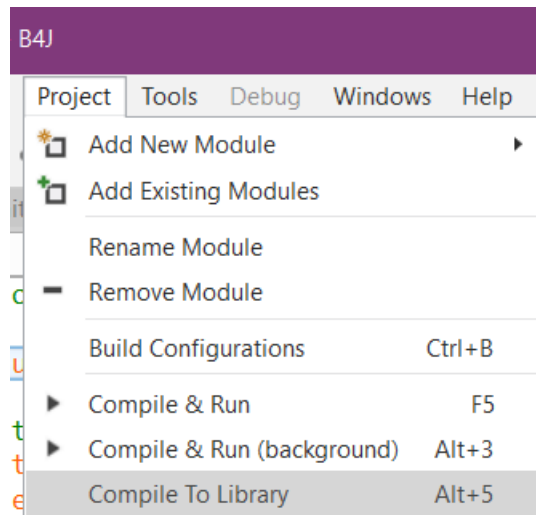 B4J
Project Tools Debug Windows Help
Add New Module
Add Existing Modules
Rename Module
Remove Module
Build Configurations Ctrl+B
Compile & Run F5
Compile & Run (background) Alt+3
Compile To Library Alt+5